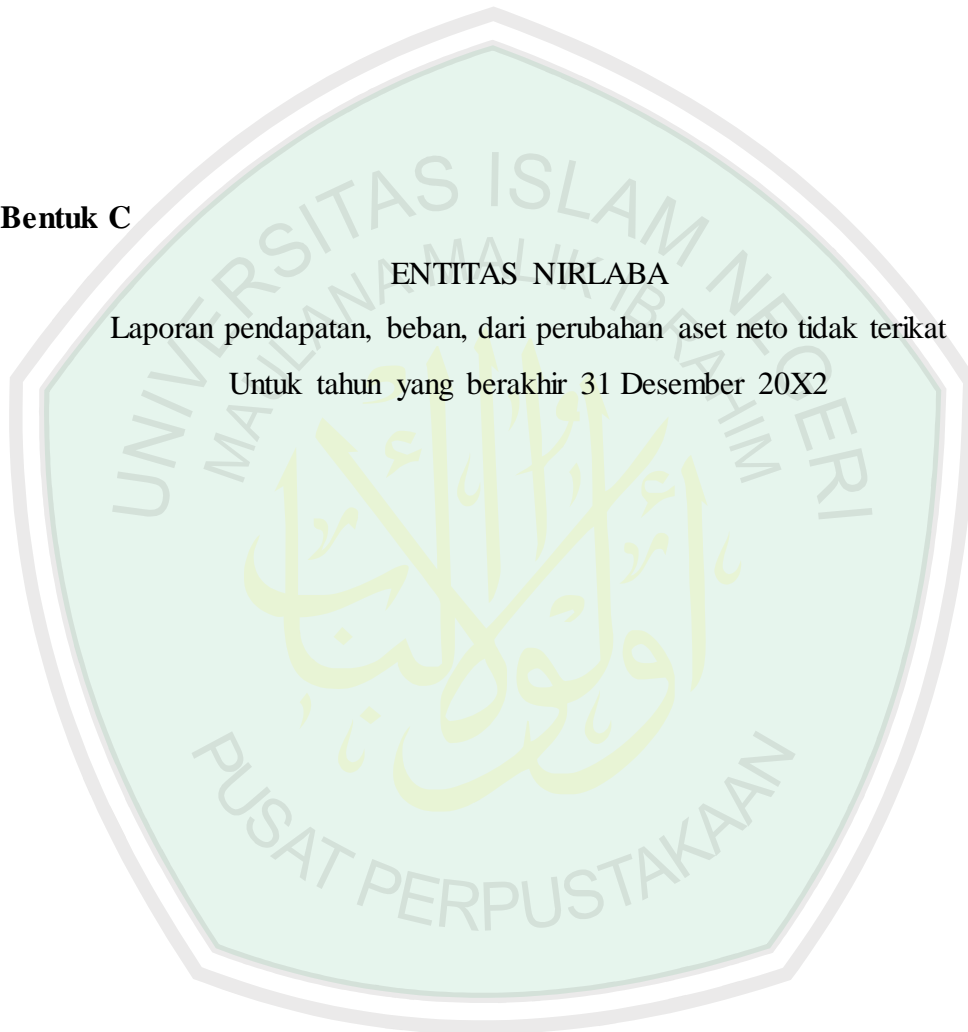 Bentuk C
ENTITAS NIRLABA
Laporan pendapatan, beban, dari perubahan aset neto tidak terikat
Untuk tahun yang berakhir 31 Desember 20X2
UNIVERSITAS ISLAM NEGERI
MAULANA MALIK IBRAHIM
PUSAT PERPUSTAKAAN